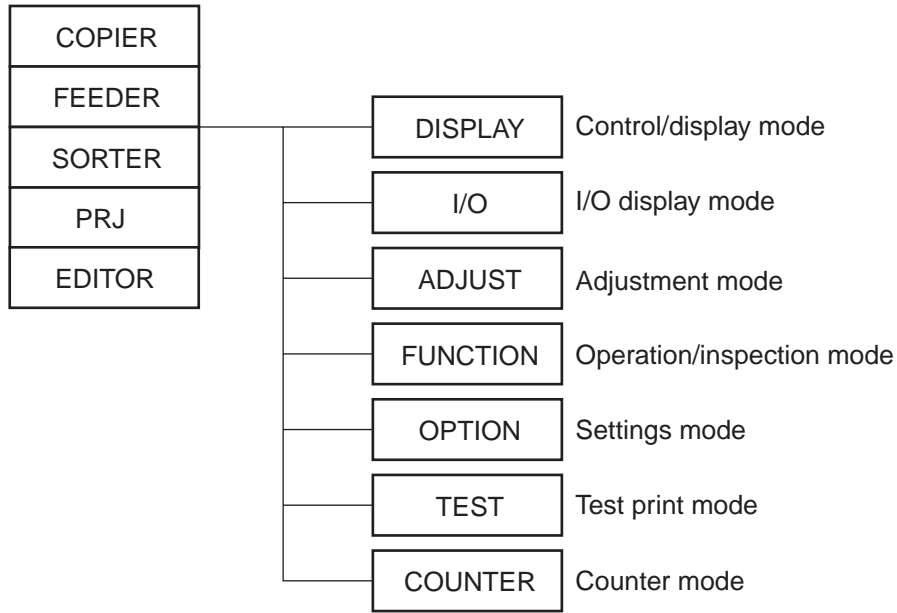 COPIER
FEEDER
SORTER
PRJ
EDITOR
DISPLAY Control/display mode
I/O I/O display mode
ADJUST Adjustment mode
FUNCTION Operation/inspection mode
OPTION Settings mode
TEST Test print mode
COUNTER Counter mode